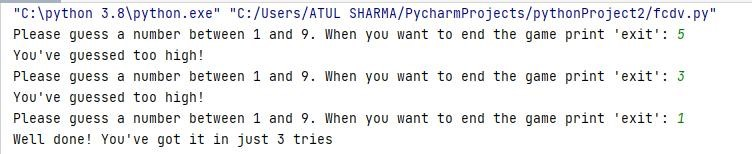 "C:\python 3.8\python.exe" "C:/Users/ATUL SHARMA/PycharmProjects/pythonProject2/fcdv.py"
Please guess a number between 1 and 9. When you want to end the game print 'exit': 5
You've guessed too high!
Please guess a number between 1 and 9. When you want to end the game print 'exit': 3
You've guessed too high!
Please guess a number between 1 and 9. When you want to end the game print 'exit': 1
Well done! You've got it in just 3 tries